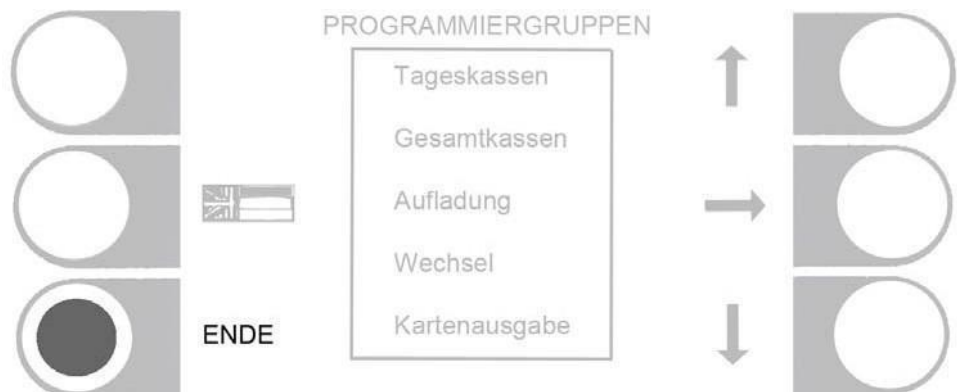 PROGRAMMIERGRUPPEN
Tageskassen
Gesamtkassen
Aufladung
Wechsel
Kartenausgabe
ENDE